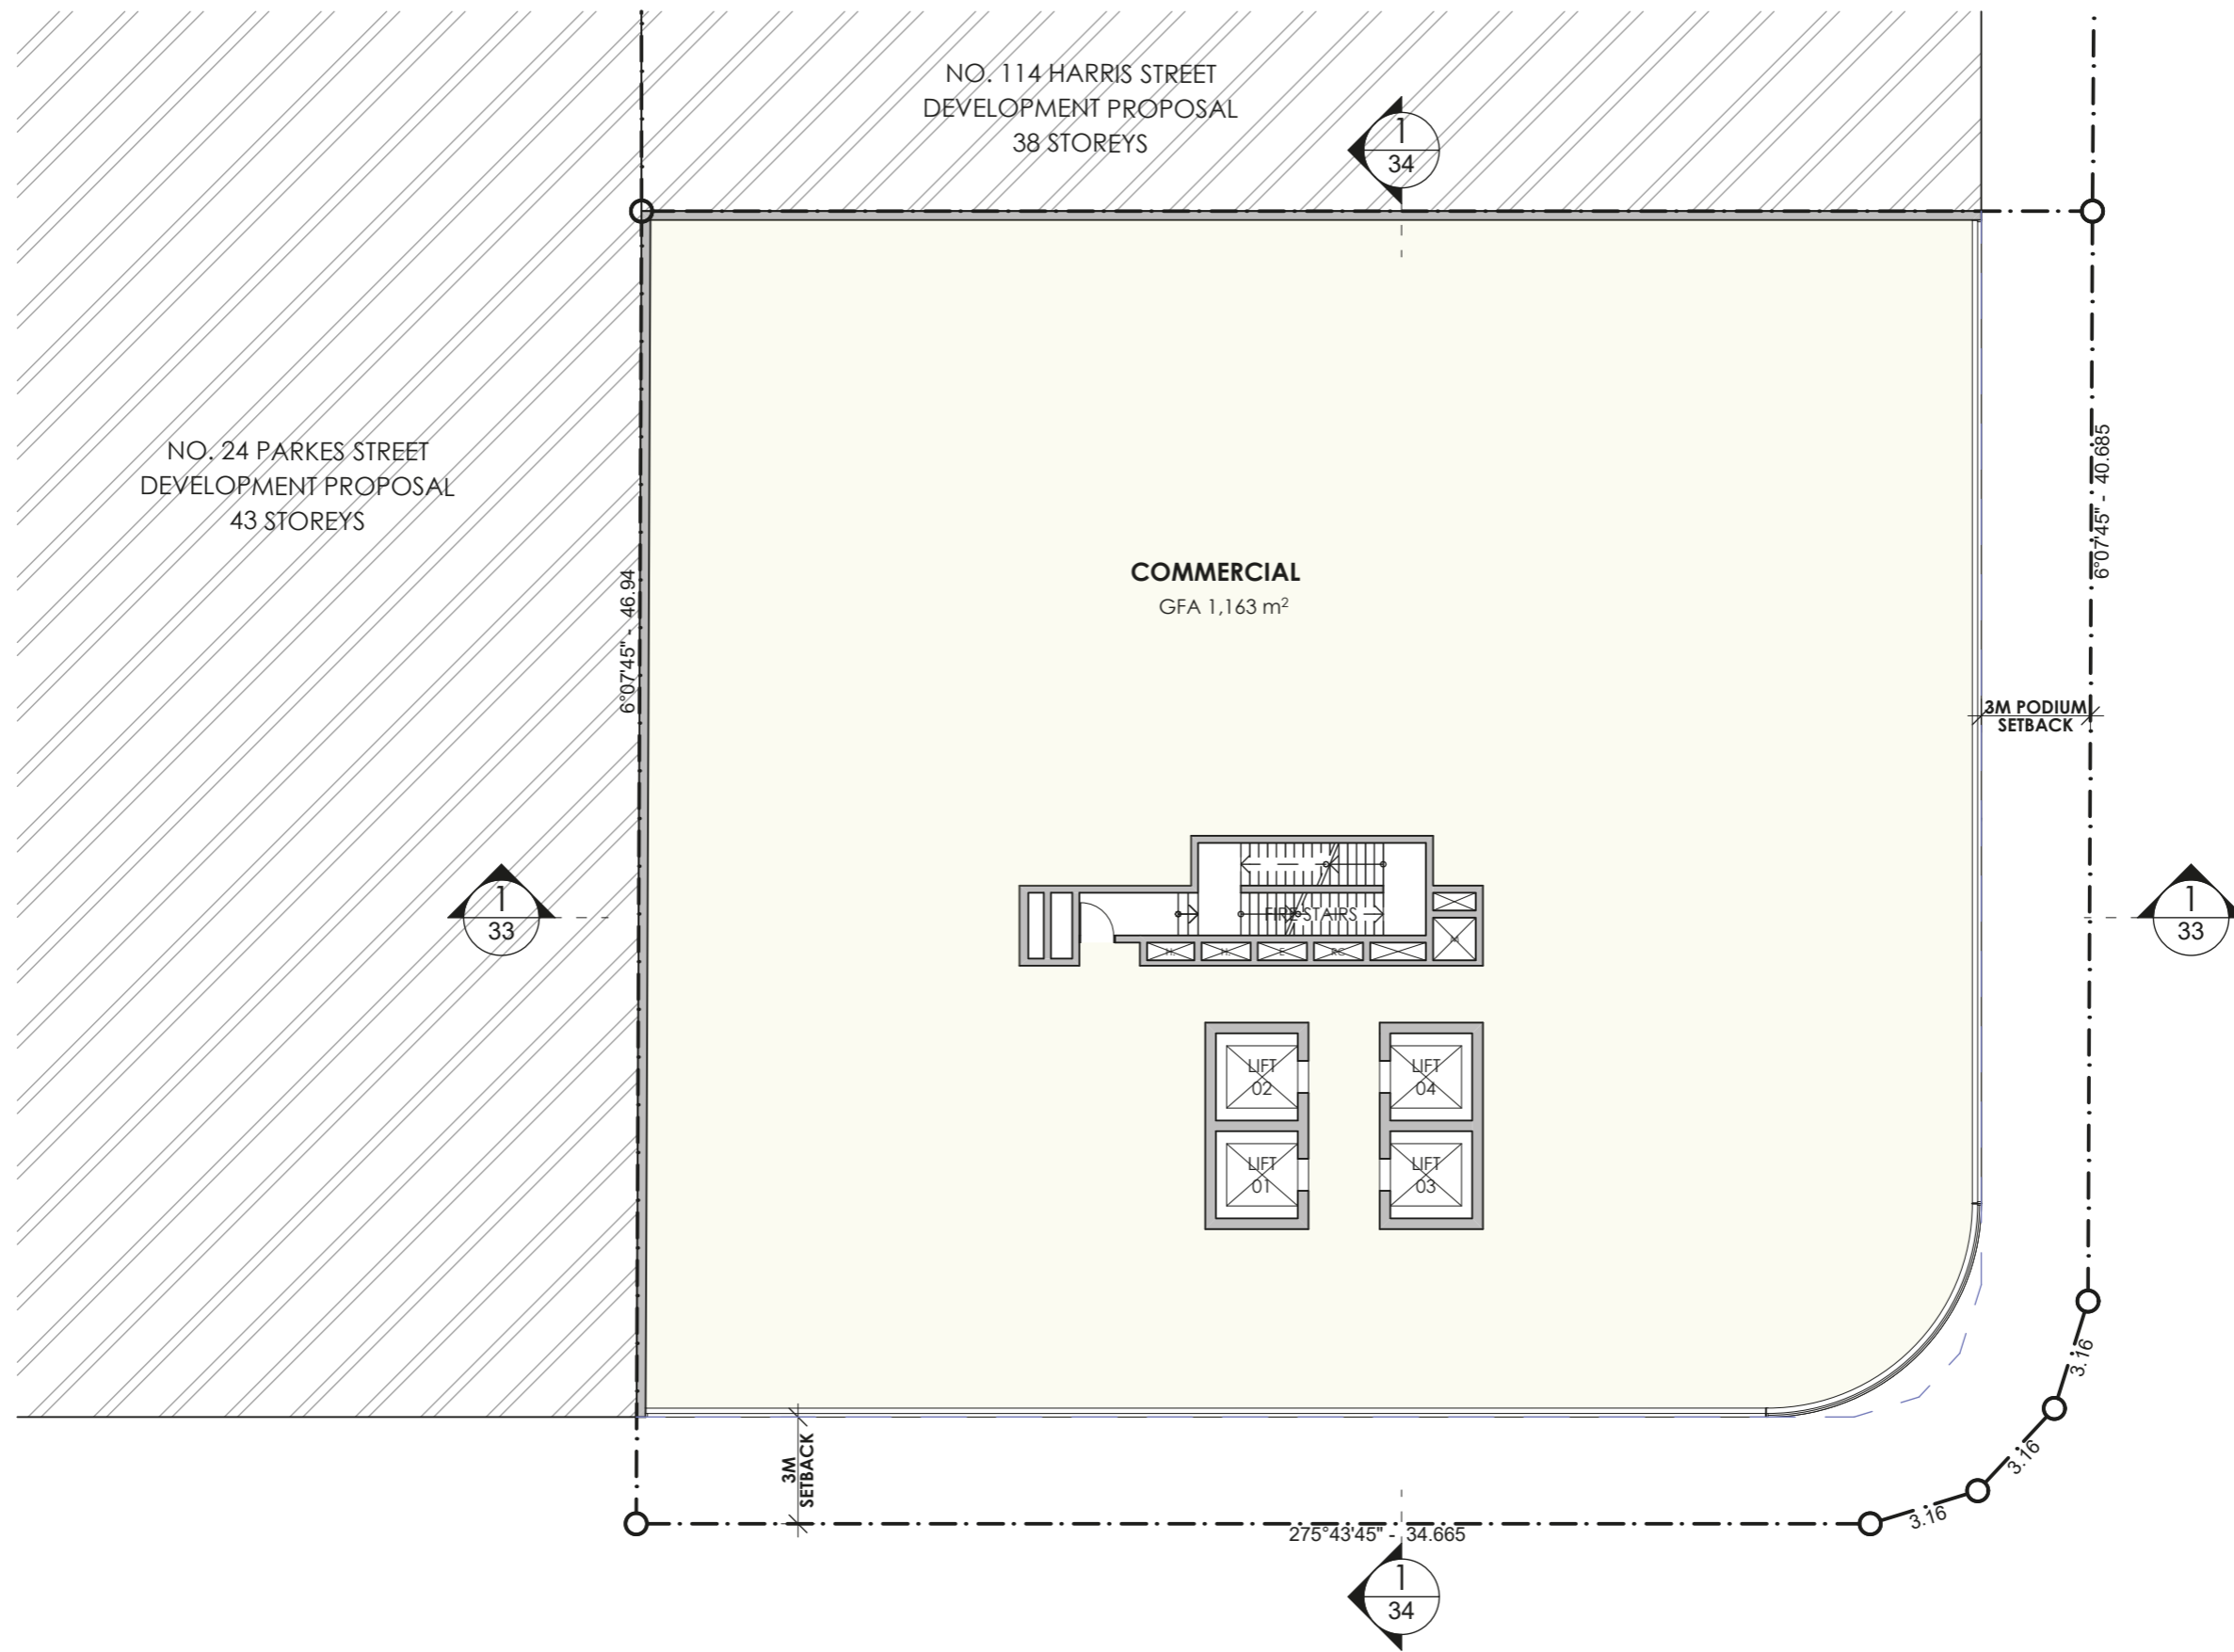 NO. 114 HARRIS STREET
DEVELOPMENT PROPOSAL
38 STOREYS
1
34
NO. 24 PARKES STREET
DEVELOPMENT PROPOSAL
43 STOREYS
6°07'45" - 40.685
COMMERCIAL
GFA 1,163 m²
6°07'45" - 46.94
3M PODIUM
SETBACK
1
33
FIRE STAIRS
1
33
E
RC
LIFT
02
LIFT
04
LIFT
01
LIFT
03
3.16
3M
SETBACK
3.16
3.16
275°43'45" - 34.665
1
34